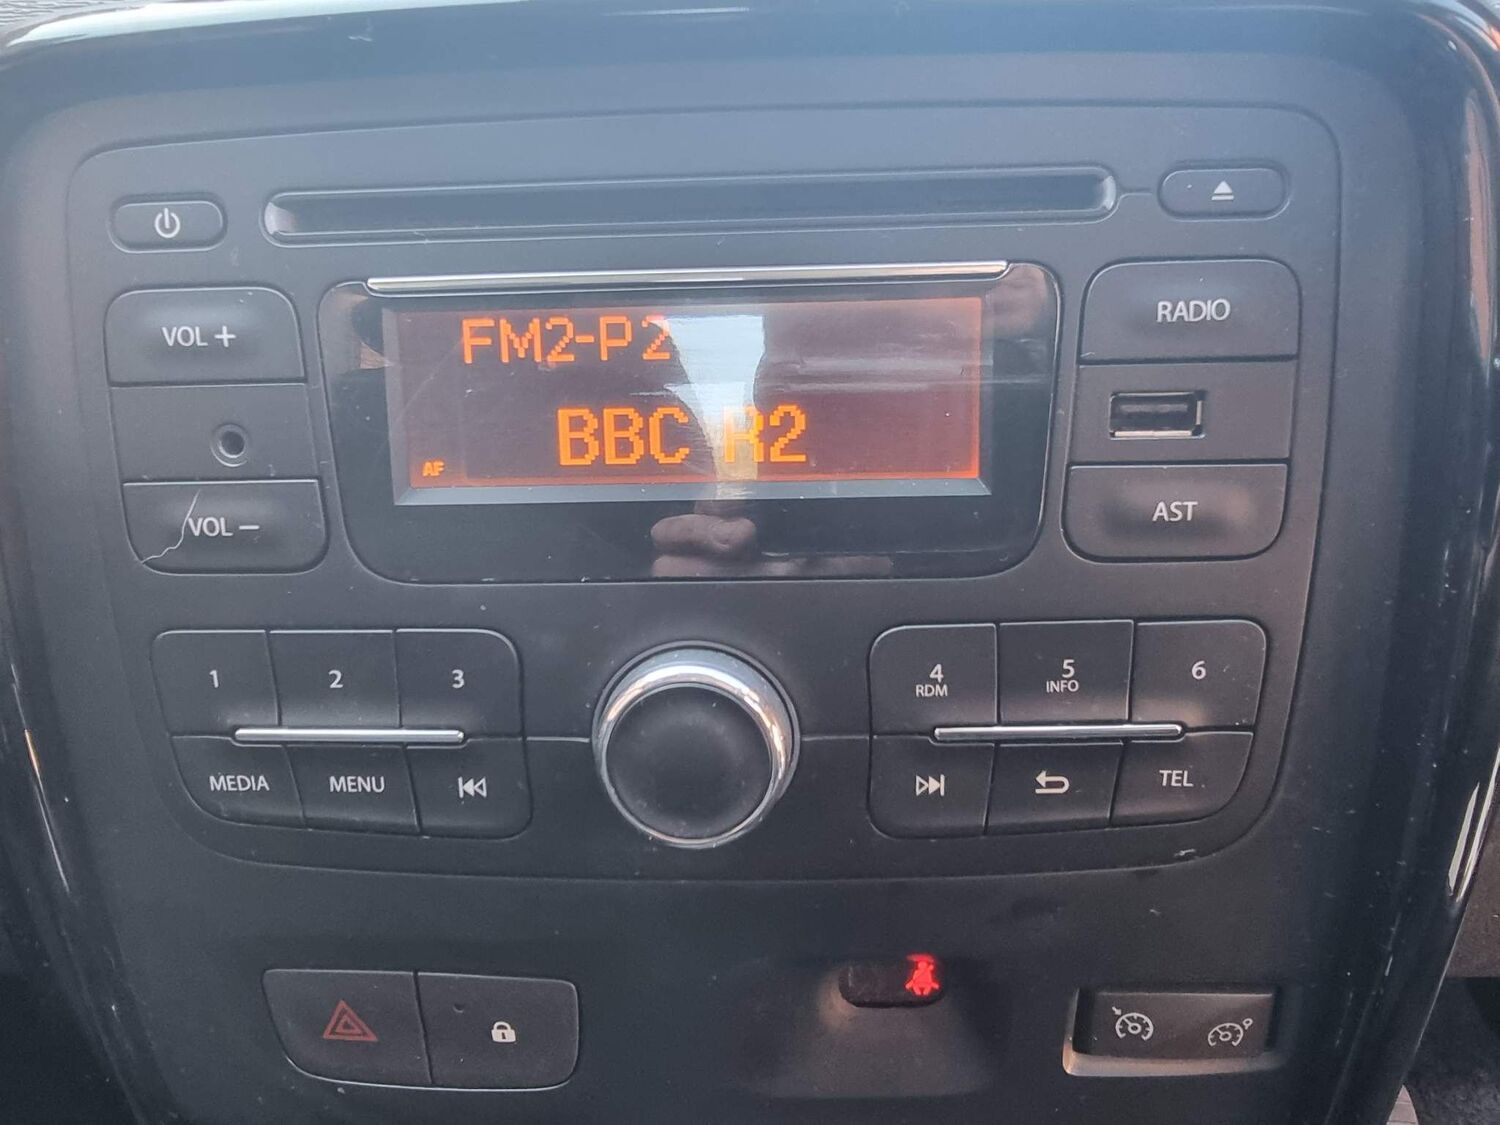 VOL +
VOL –
FM2-P2
BBC R2
AF
RADIO
AST
1
2
3
4
RDM
5
INFO
6
MEDIA
MENU
TEL